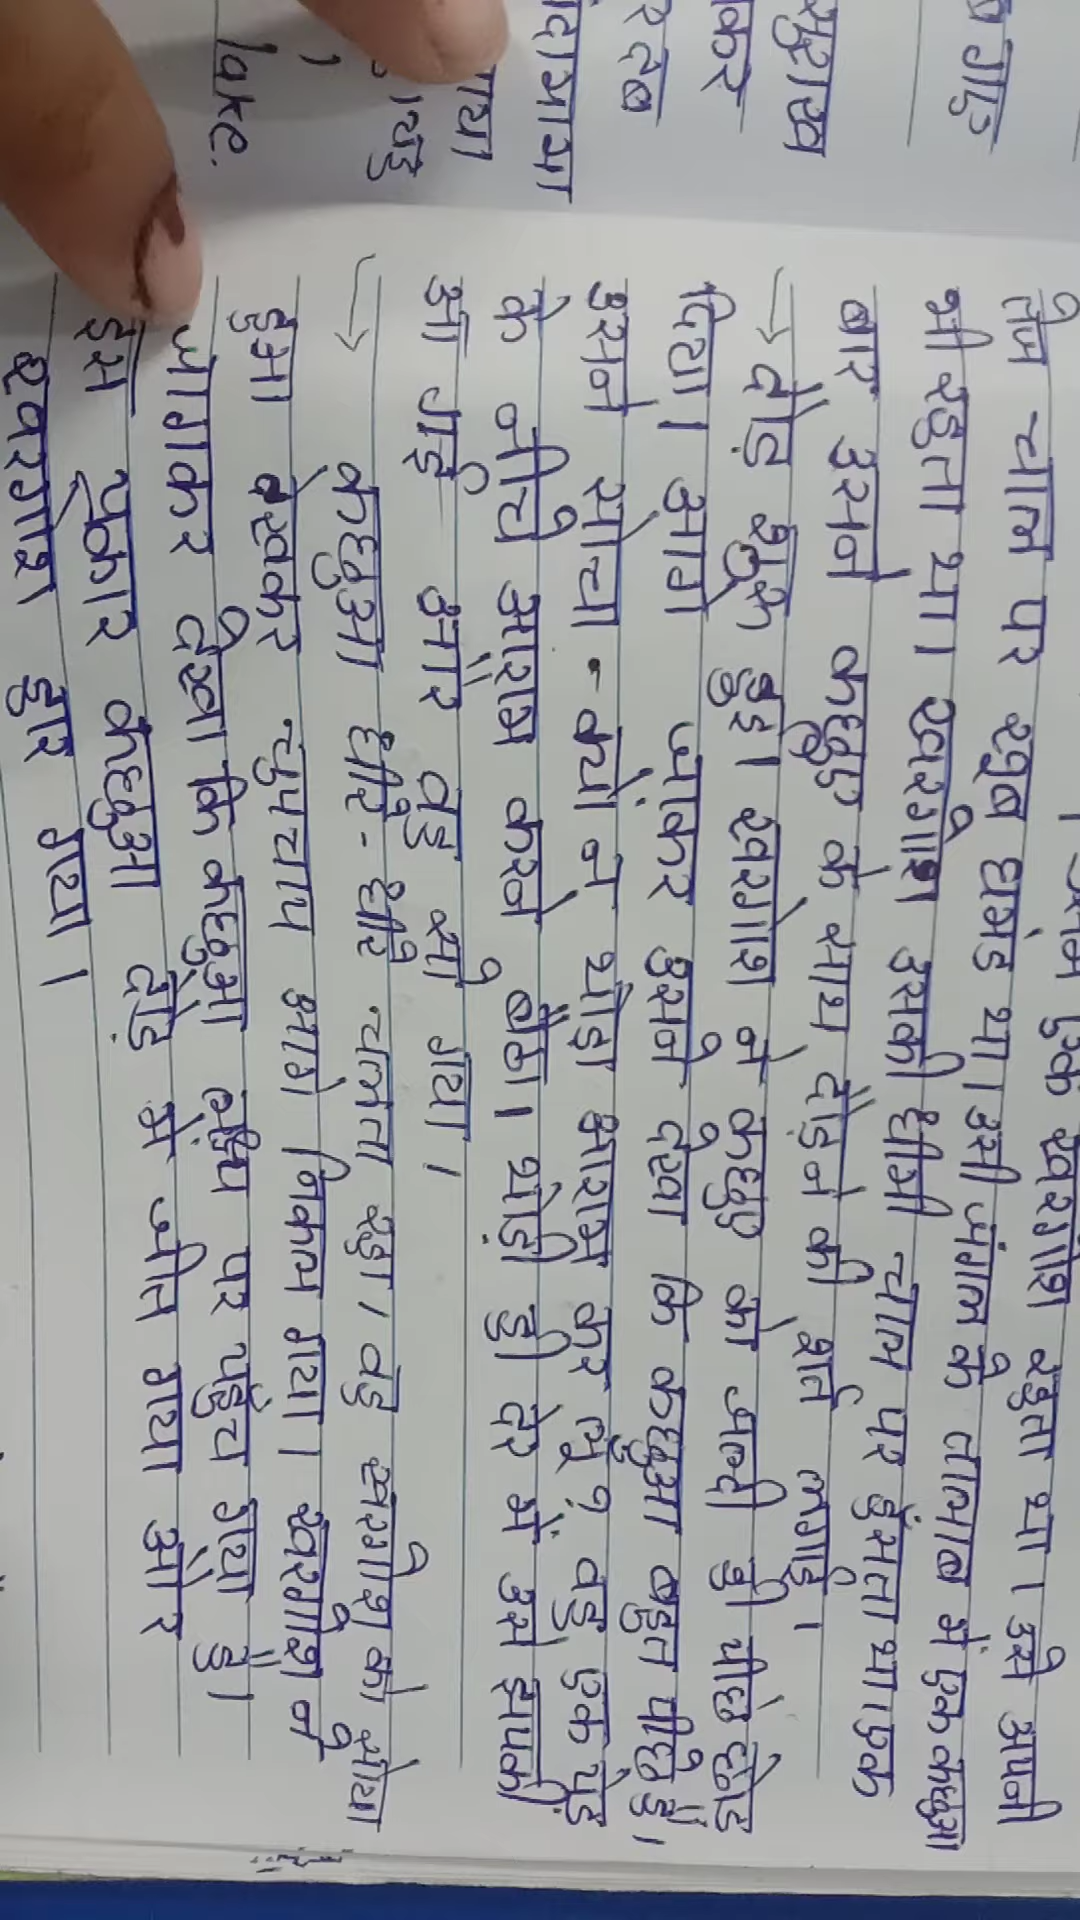 एक खरगोश रहता था। उसे अपनी
तेज चाल पर खूब घमंड था। उसी जंगल के तालाब में एक कछुआ
भी रहता था। खरगोश उसकी धीमी चाल पर हँसता था। एक
बार उसने कछुए के साथ दौड़ने की शर्त लगाई।
→ दौड़ शुरू हुई। खरगोश ने कछुए को जल्दी ही पीछे छोड़
दिया। आगे जाकर उसने देखा कि कछुआ बहुत पीछे है।
उसने सोचा - क्यों न थोड़ा आराम कर लूं? वह एक पेड़
के नीचे आराम करने बैठा। थोड़ी ही देर में उसे झपकी
आ गई और वह सो गया।
→ कछुआ धीरे-धीरे चलता रहा। वह खरगोश को सोया
हुआ देखकर चुपचाप आगे निकल गया। खरगोश ने
जागकर देखा कि कछुआ लक्ष्य पर पहुंच गया है।
इस प्रकार कछुआ दौड़ में जीत गया और
खरगोश हार गया।
गई
सुराख
कर
र देख
गया
lake.